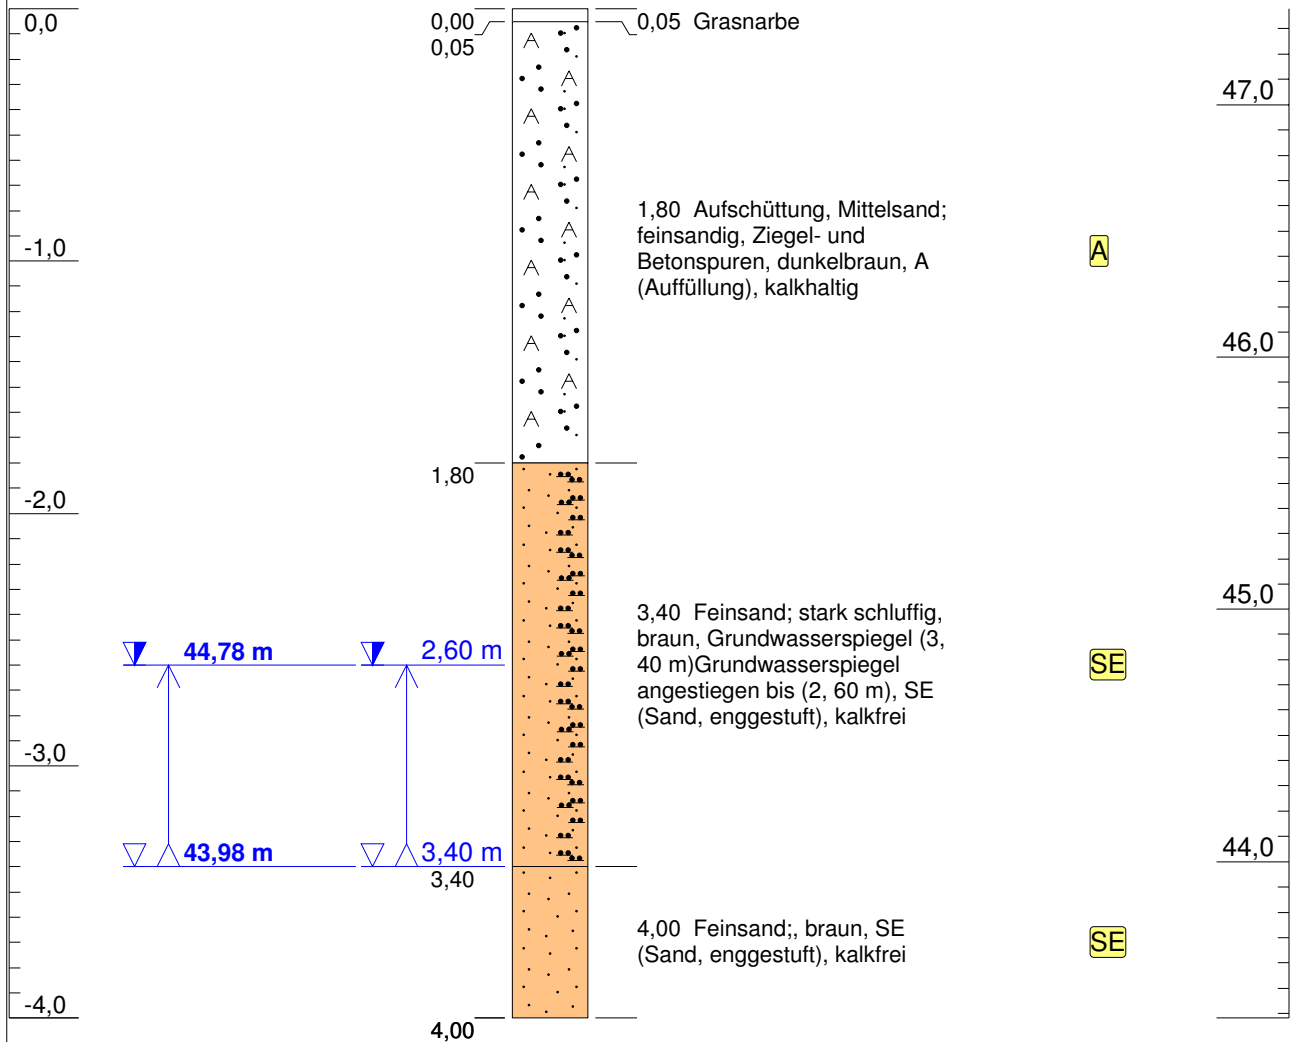 0,0
0,00
0,05
0,05 Grasnarbe
47,0
1,80 Aufschüttung, Mittelsand;
feinsandig, Ziegel- und
Betonspuren, dunkelbraun, A
(Auffüllung), kalkhaltig
A
-1,0
46,0
1,80
-2,0
45,0
3,40 Feinsand; stark schluffig,
braun, Grundwasserspiegel (3,
40 m)Grundwasserspiegel
angestiegen bis (2, 60 m), SE
(Sand, enggestuft), kalkfrei
SE
44,78 m
2,60 m
-3,0
43,98 m
3,40 m
3,40
44,0
4,00 Feinsand;, braun, SE
(Sand, enggestuft), kalkfrei
SE
-4,0
4,00